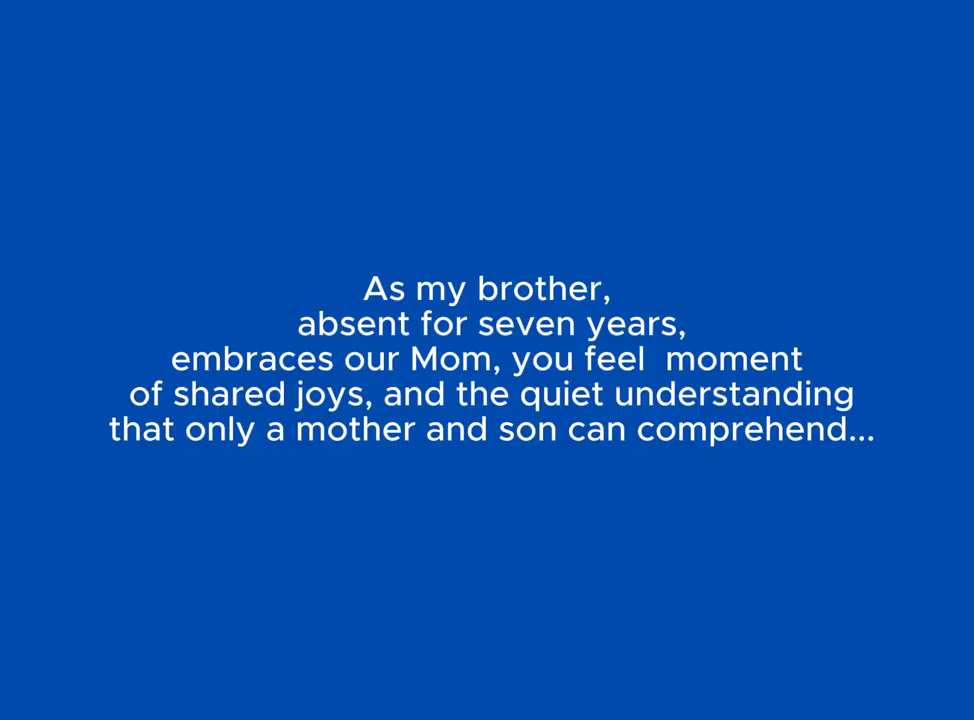 As my brother,
absent for seven years,
embraces our Mom, you feel  moment
of shared joys, and the quiet understanding
that only a mother and son can comprehend...